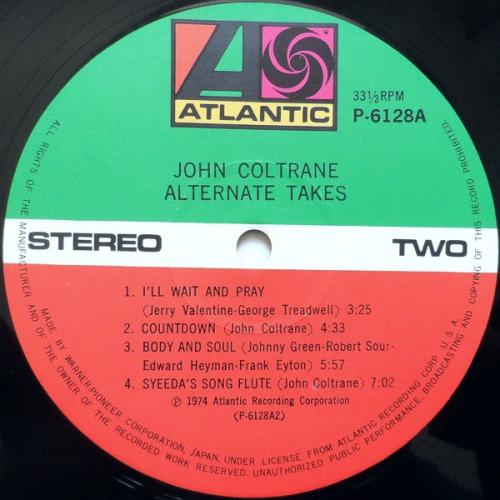 ATLANTIC
33⅓RPM
P-6128A
JOHN COLTRANE
ALTERNATE TAKES
STEREO
TWO
1. I'LL WAIT AND PRAY
(Jerry Valentine-George Treadwell) 3:25
2. COUNTDOWN (John Coltrane) 4:33
3. BODY AND SOUL (Johnny Green-Robert Sour-
Edward Heyman-Frank Eyton) 5:57
4. SYEEDA'S SONG FLUTE (John Coltrane) 7:02
Ⓟ 1974 Atlantic Recording Corporation
(P-6128A2)
ALL RIGHTS OF THE MANUFACTURER AND OF THE OWNER OF THE RECORDED WORK RESERVED. UNAUTHORIZED PUBLIC PERFORMANCE, BROADCASTING AND COPYING OF THIS RECORD PROHIBITED.
MADE BY WARNER-PIONEER CORPORATION, JAPAN, UNDER LICENSE FROM ATLANTIC RECORDING CORP. U.S.A.